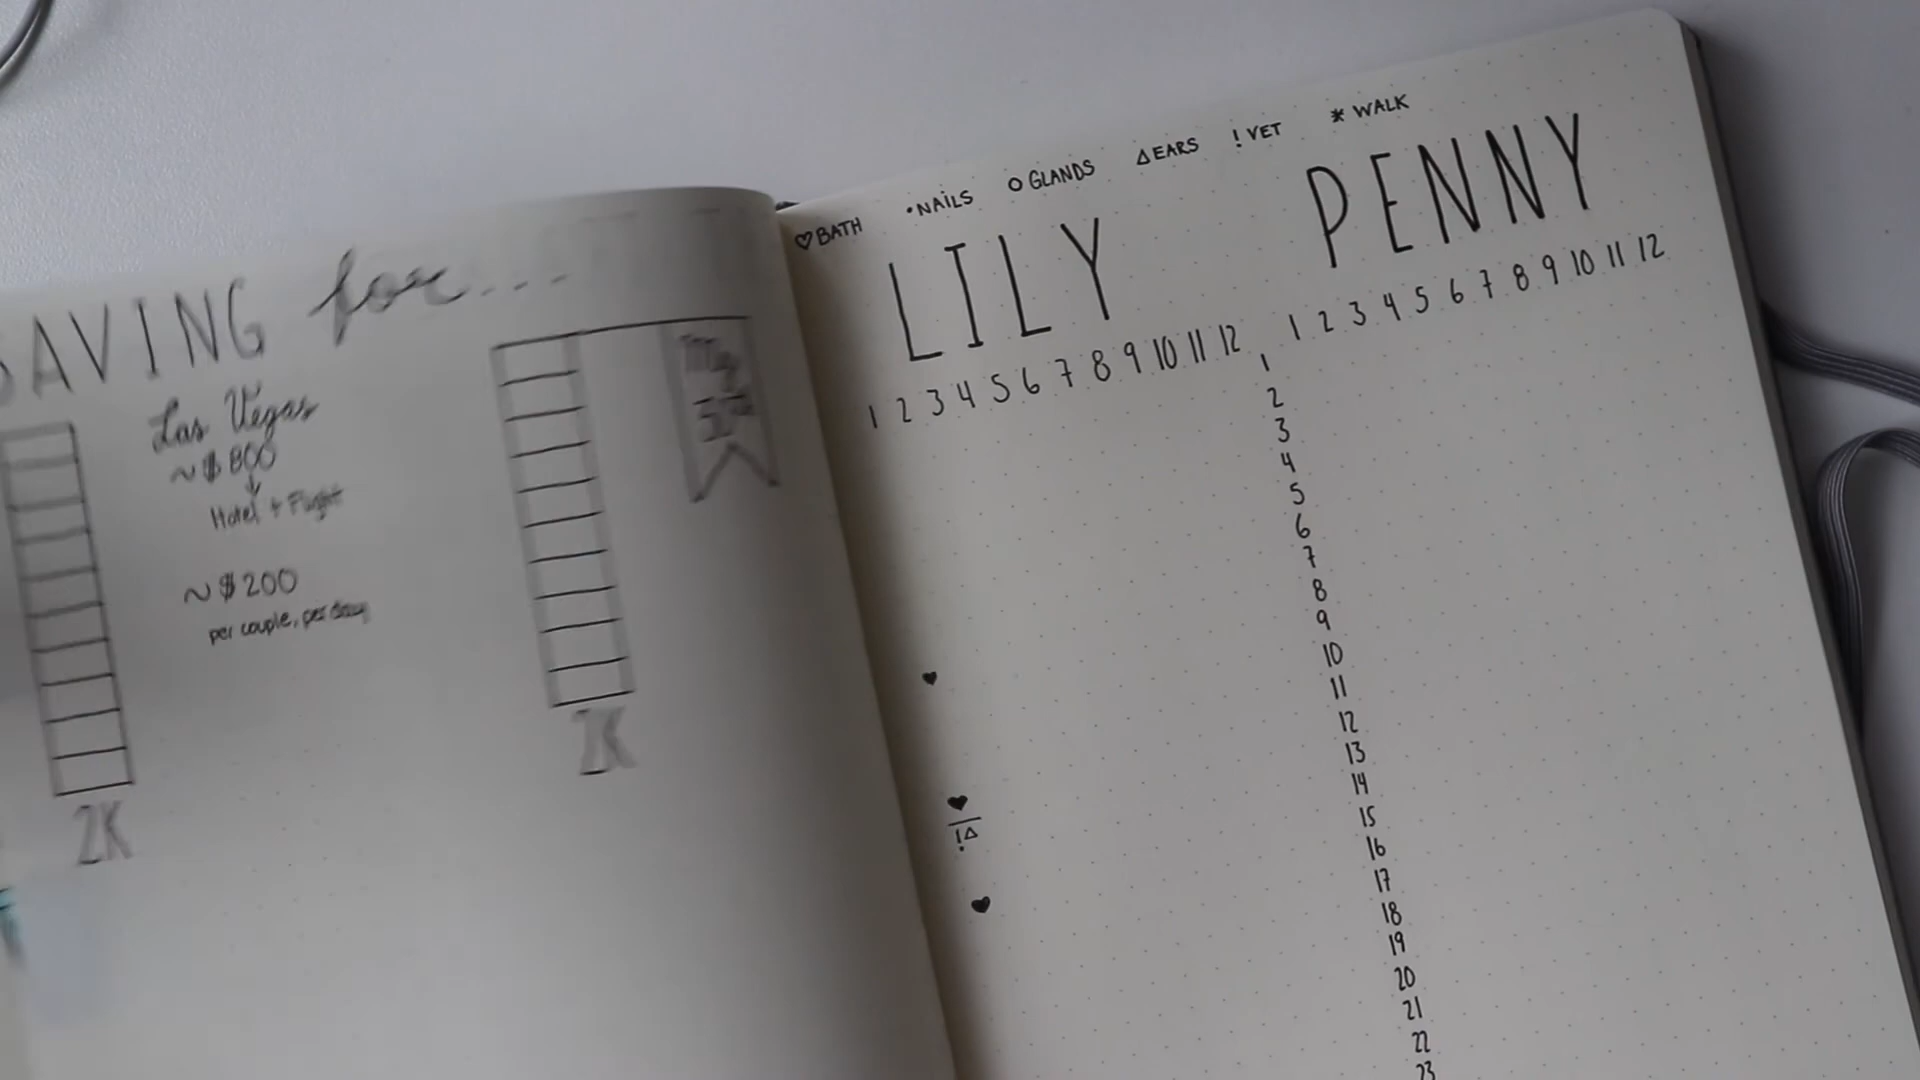 SAVING for...
Las Vegas
~$800
↓
Hotel + Flight
~$200
per couple, per day
2K
2K
♡ BATH • NAILS O GLANDS △ EARS ! VET * WALK
LILY
1 2 3 4 5 6 7 8 9 10 11 12
♥
♥
! △
♥
PENNY
1 2 3 4 5 6 7 8 9 10 11 12
1
2
3
4
5
6
7
8
9
10
11
12
13
14
15
16
17
18
19
20
21
22
23